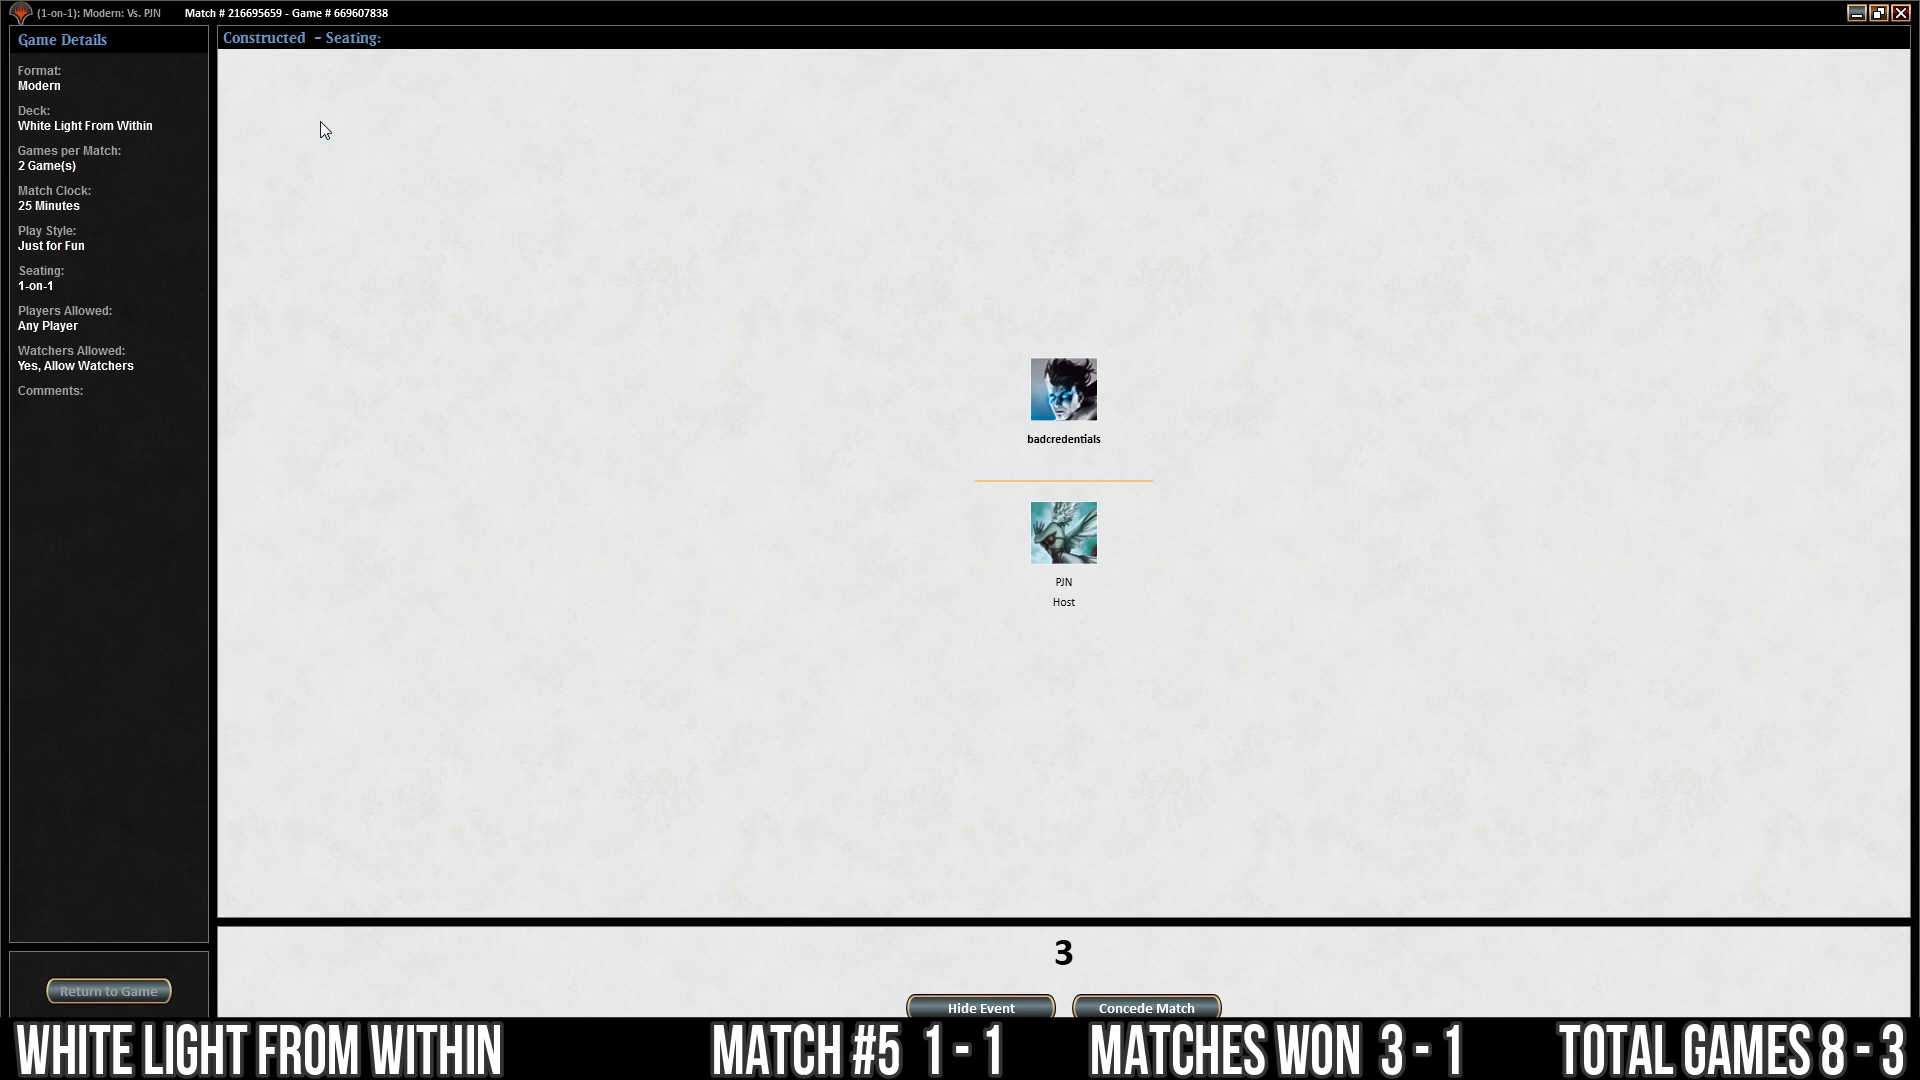 (1-on-1): Modern: Vs. PJN Match # 216695659 - Game # 669607838
Game Details
Format:
Modern
Deck:
White Light From Within
Games per Match:
2 Game(s)
Match Clock:
25 Minutes
Play Style:
Just for Fun
Seating:
1-on-1
Players Allowed:
Any Player
Watchers Allowed:
Yes, Allow Watchers
Comments:
Return to Game
Constructed - Seating:
badcredentials
PJN
Host
3
Hide Event Concede Match
WHITE LIGHT FROM WITHIN MATCH #5 1 - 1 MATCHES WON 3 - 1 TOTAL GAMES 8 - 3